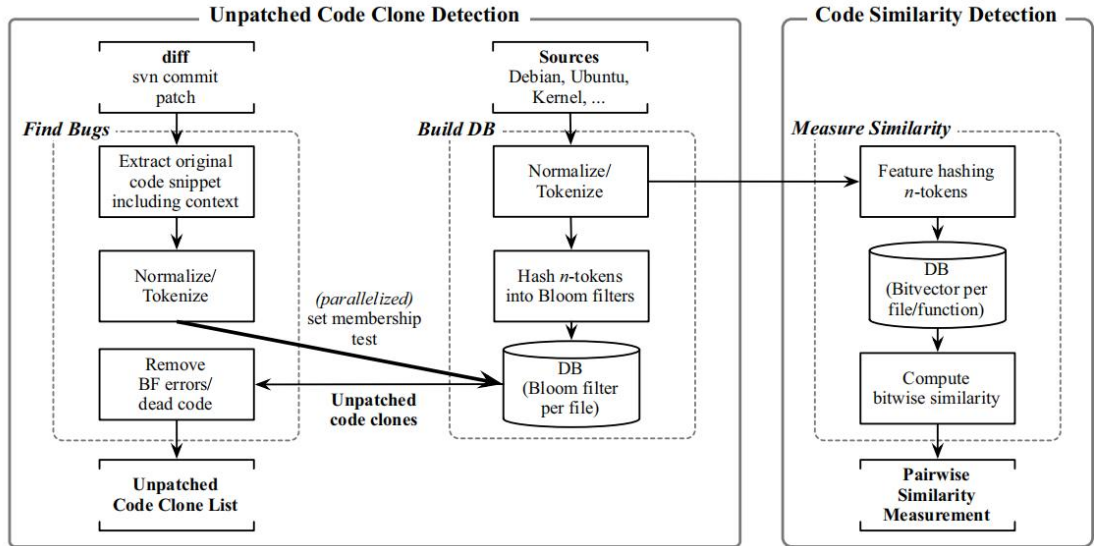 Unpatched Code Clone Detection
diff
svn commit
patch
Find Bugs
Extract original
code snippet
including context
Normalize/
Tokenize
Remove
BF errors/
dead code
Unpatched
Code Clone List
(parallelized)
set membership
test
Unpatched
code clones
Sources
Debian, Ubuntu,
Kernel, ...
Build DB
Normalize/
Tokenize
Hash n-tokens
into Bloom filters
DB
(Bloom filter
per file)
Code Similarity Detection
Measure Similarity
Feature hashing
n-tokens
DB
(Bitvector per
file/function)
Compute
bitwise similarity
Pairwise
Similarity
Measurement